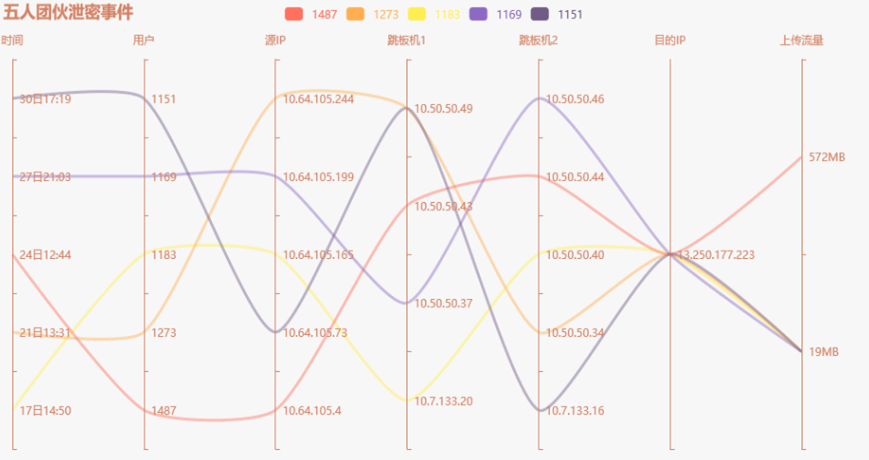 五人团伙泄密事件
1487 1273 1183 1169 1151
时间 用户 源IP 跳板机1 跳板机2 目的IP 上传流量
30日17:19 1151 10.64.105.244 10.50.50.49 10.50.50.46
572MB
27日21:03 1169 10.64.105.199 10.50.50.44
10.50.50.43
24日12:44 1183 10.64.105.165 10.50.50.40 13.250.177.223
10.50.50.37
21日13:31 1273 10.64.105.73 10.50.50.34
19MB
17日14:50 1487 10.64.105.4 10.7.133.20 10.7.133.16